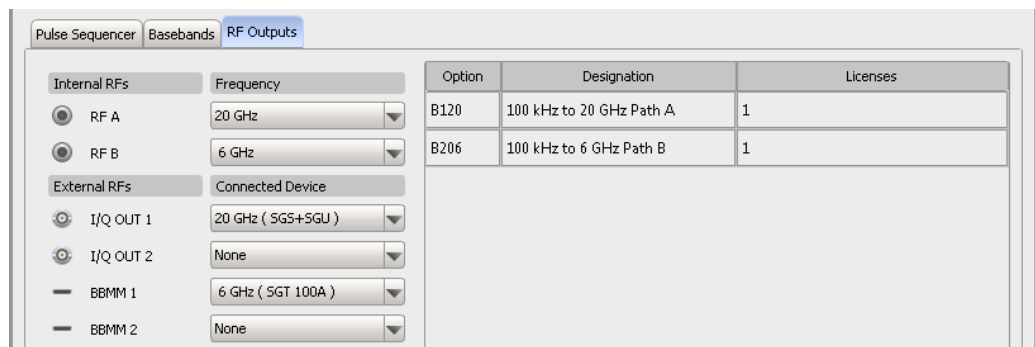 Pulse Sequencer Basebands RF Outputs
Internal RFs Frequency
RF A 20 GHz
RF B 6 GHz
External RFs Connected Device
I/Q OUT 1 20 GHz ( SGS+SGU )
I/Q OUT 2 None
BBMM 1 6 GHz ( SGT 100A )
BBMM 2 None
Option Designation Licenses
B120 100 kHz to 20 GHz Path A 1
B206 100 kHz to 6 GHz Path B 1